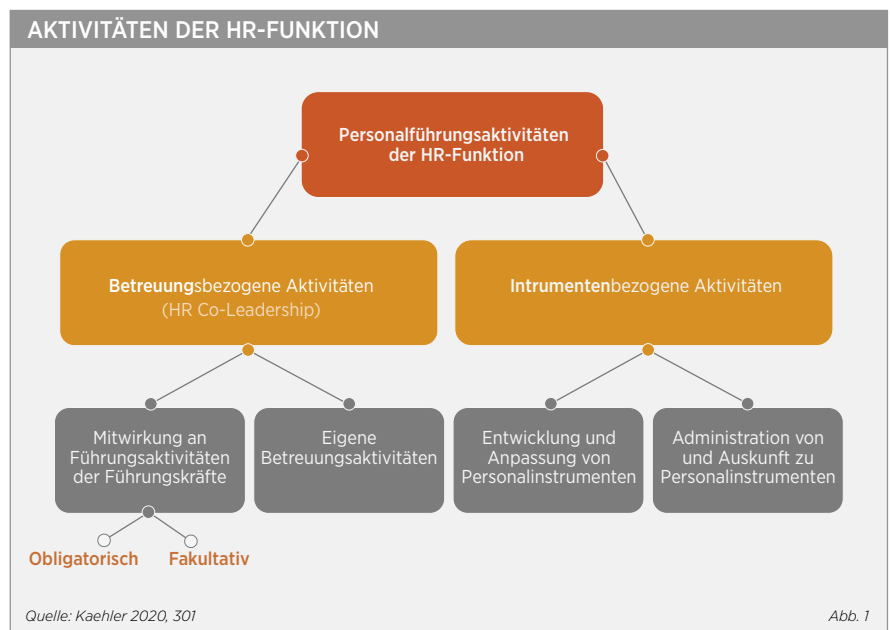 AKTIVITÄTEN DER HR-FUNKTION
Personalführungsaktivitäten
der HR-Funktion
Betreuungsbezogene Aktivitäten
(HR Co-Leadership)
Intrumentenbezogene Aktivitäten
Mitwirkung an
Führungsaktivitäten
der Führungskräfte
Eigene
Betreuungsaktivitäten
Entwicklung und
Anpassung von
Personalinstrumenten
Administration von
und Auskunft zu
Personalinstrumenten
Obligatorisch
Fakultativ
Quelle: Kaehler 2020, 301
Abb. 1